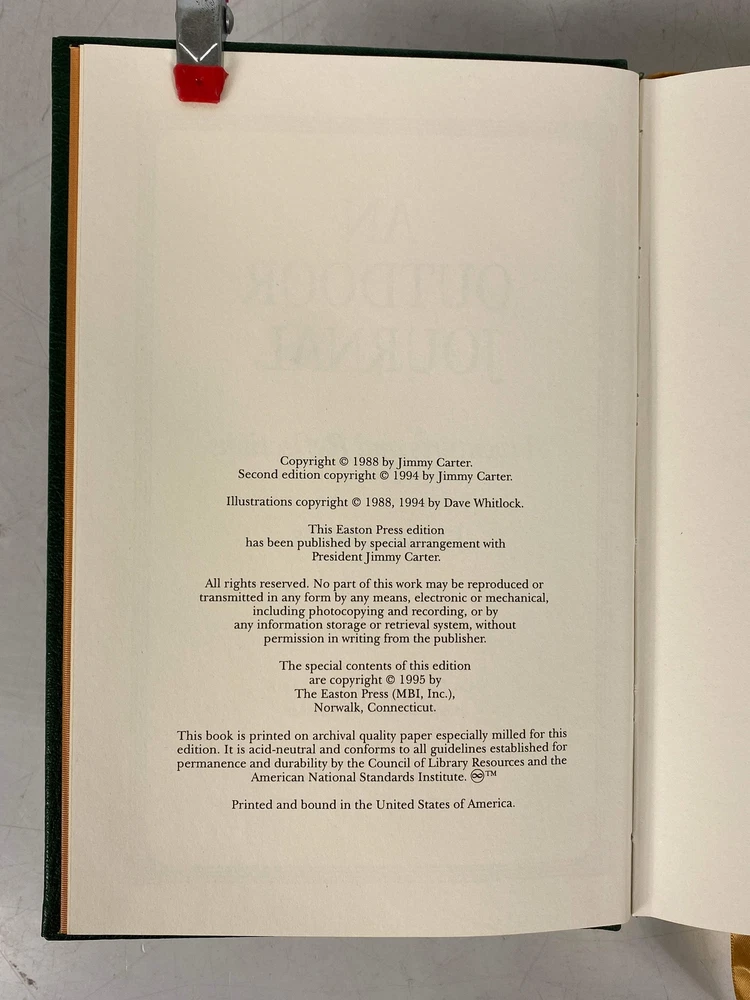 AN
OUTDOOR
JOURNAL
Copyright © 1988 by Jimmy Carter.
Second edition copyright © 1994 by Jimmy Carter.
Illustrations copyright © 1988, 1994 by Dave Whitlock.
This Easton Press edition
has been published by special arrangement with
President Jimmy Carter.
All rights reserved. No part of this work may be reproduced or
transmitted in any form by any means, electronic or mechanical,
including photocopying and recording, or by
any information storage or retrieval system, without
permission in writing from the publisher.
The special contents of this edition
are copyright © 1995 by
The Easton Press (MBI, Inc.),
Norwalk, Connecticut.
This book is printed on archival quality paper especially milled for this
edition. It is acid-neutral and conforms to all guidelines established for
permanence and durability by the Council of Library Resources and the
American National Standards Institute. ♾™
Printed and bound in the United States of America.